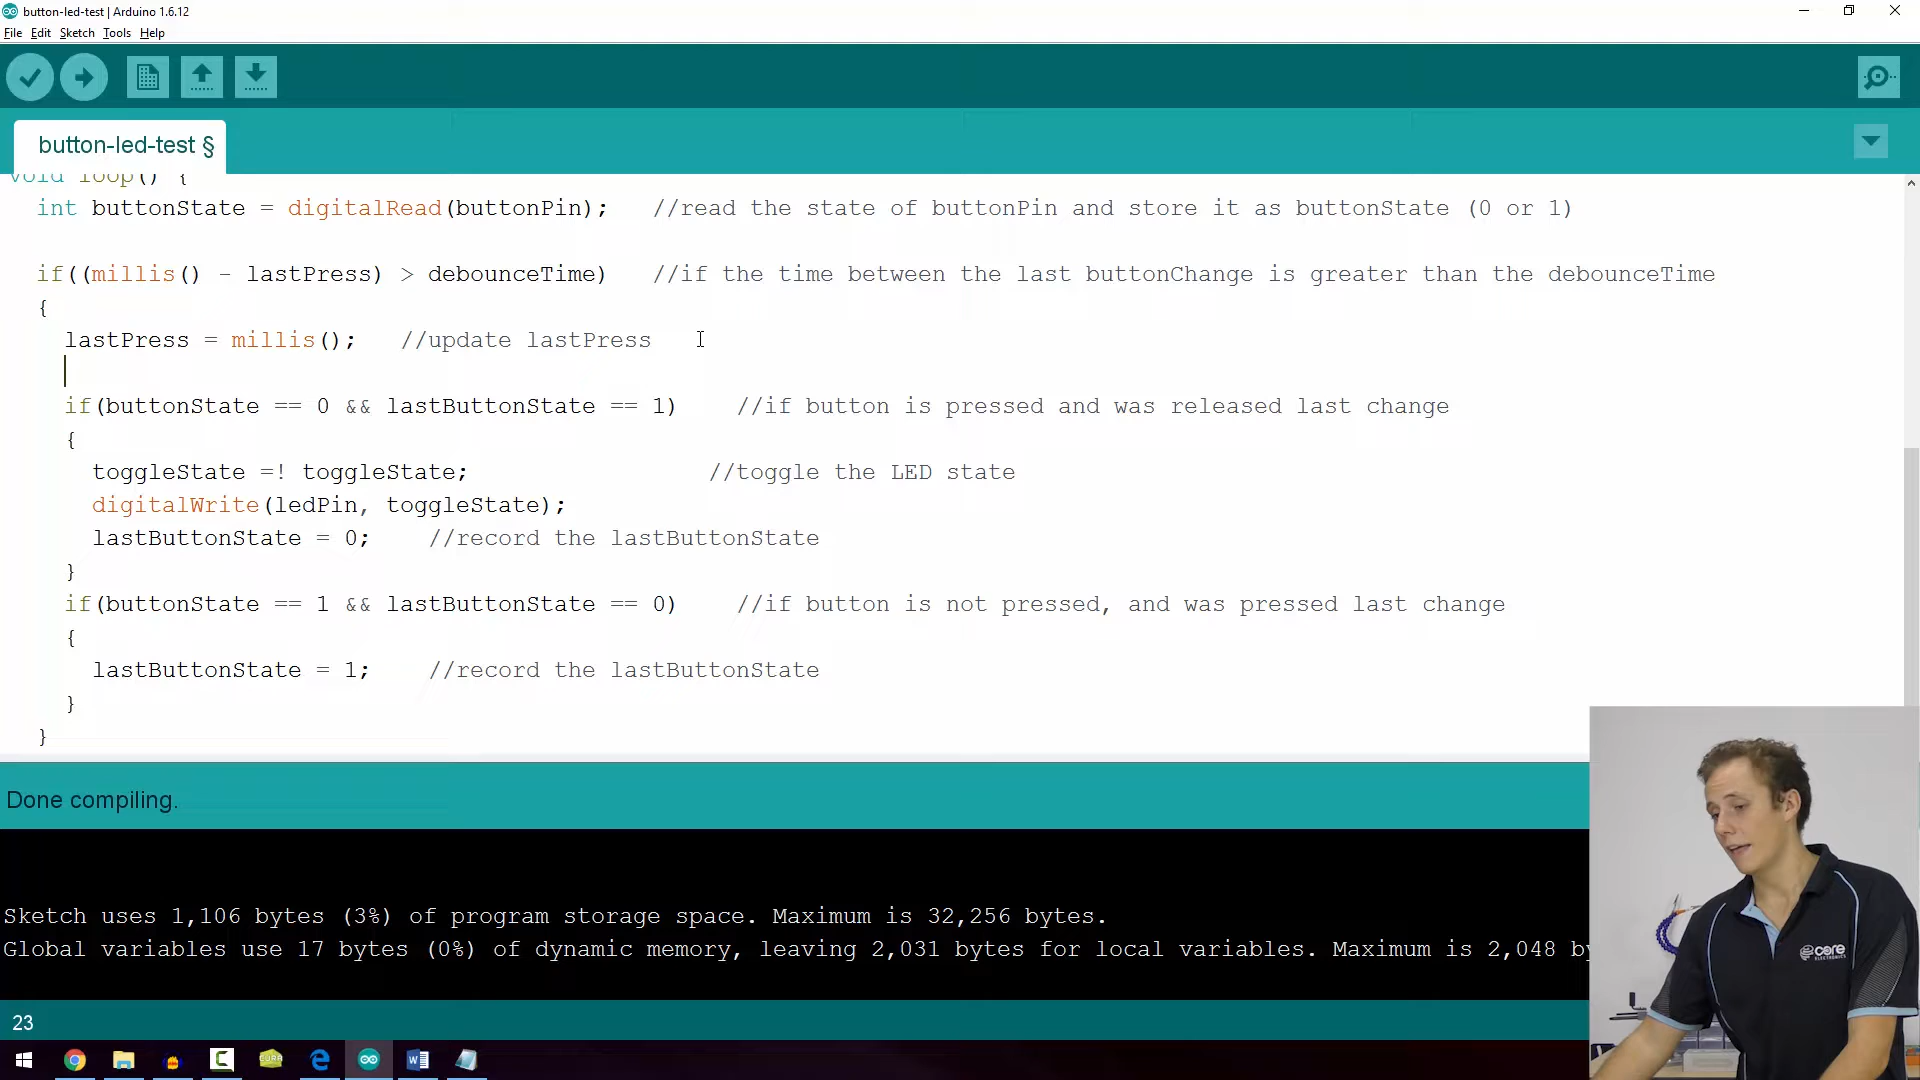 button-led-test | Arduino 1.6.12
File Edit Sketch Tools Help
button-led-test §
void loop() {
int buttonState = digitalRead(buttonPin); //read the state of buttonPin and store it as buttonState (0 or 1)
if((millis() - lastPress) > debounceTime) //if the time between the last buttonChange is greater than the debounceTime
{
lastPress = millis(); //update lastPress
if(buttonState == 0 && lastButtonState == 1) //if button is pressed and was released last change
{
toggleState =! toggleState; //toggle the LED state
digitalWrite(ledPin, toggleState);
lastButtonState = 0; //record the lastButtonState
}
if(buttonState == 1 && lastButtonState == 0) //if button is not pressed, and was pressed last change
{
lastButtonState = 1; //record the lastButtonState
}
}
Done compiling.
Sketch uses 1,106 bytes (3%) of program storage space. Maximum is 32,256 bytes.
Global variables use 17 bytes (0%) of dynamic memory, leaving 2,031 bytes for local variables. Maximum is 2,048 by
core
ELECTRONICS
23
CURA